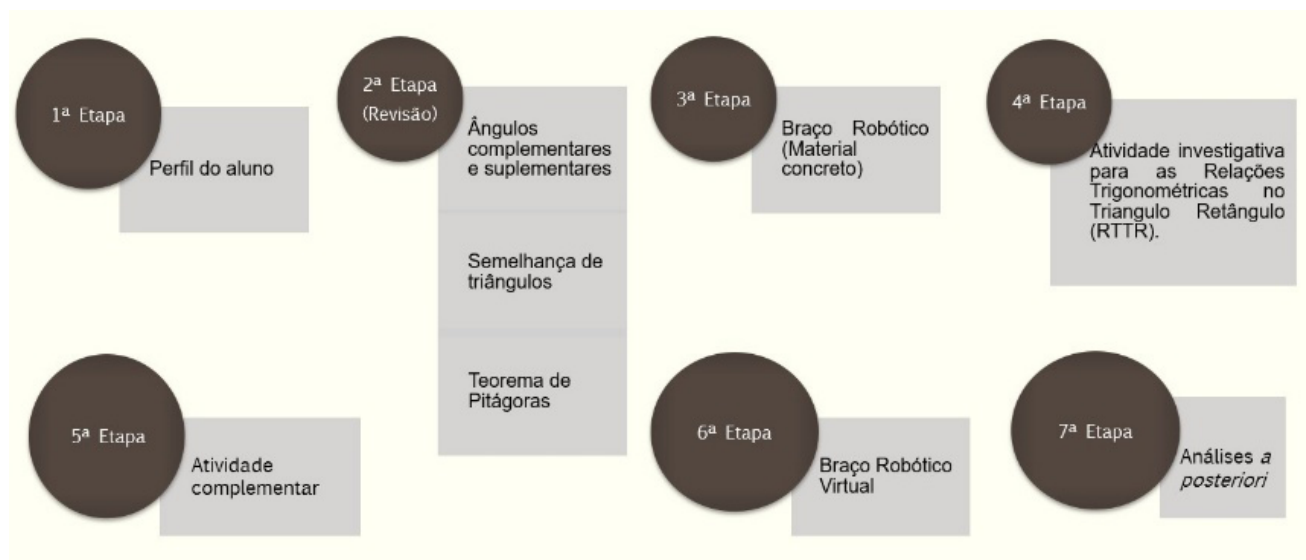 1ª Etapa
Perfil do aluno
2ª Etapa
(Revisão)
Ângulos
complementares
e suplementares
Semelhança de
triângulos
Teorema de
Pitágoras
3ª Etapa
Braço Robótico
(Material
concreto)
4ª Etapa
Atividade investigativa
para as Relações
Trigonométricas no
Triangulo Retângulo
(RTTR).
5ª Etapa
Atividade
complementar
6ª Etapa
Braço Robótico
Virtual
7ª Etapa
Análises a
posteriori